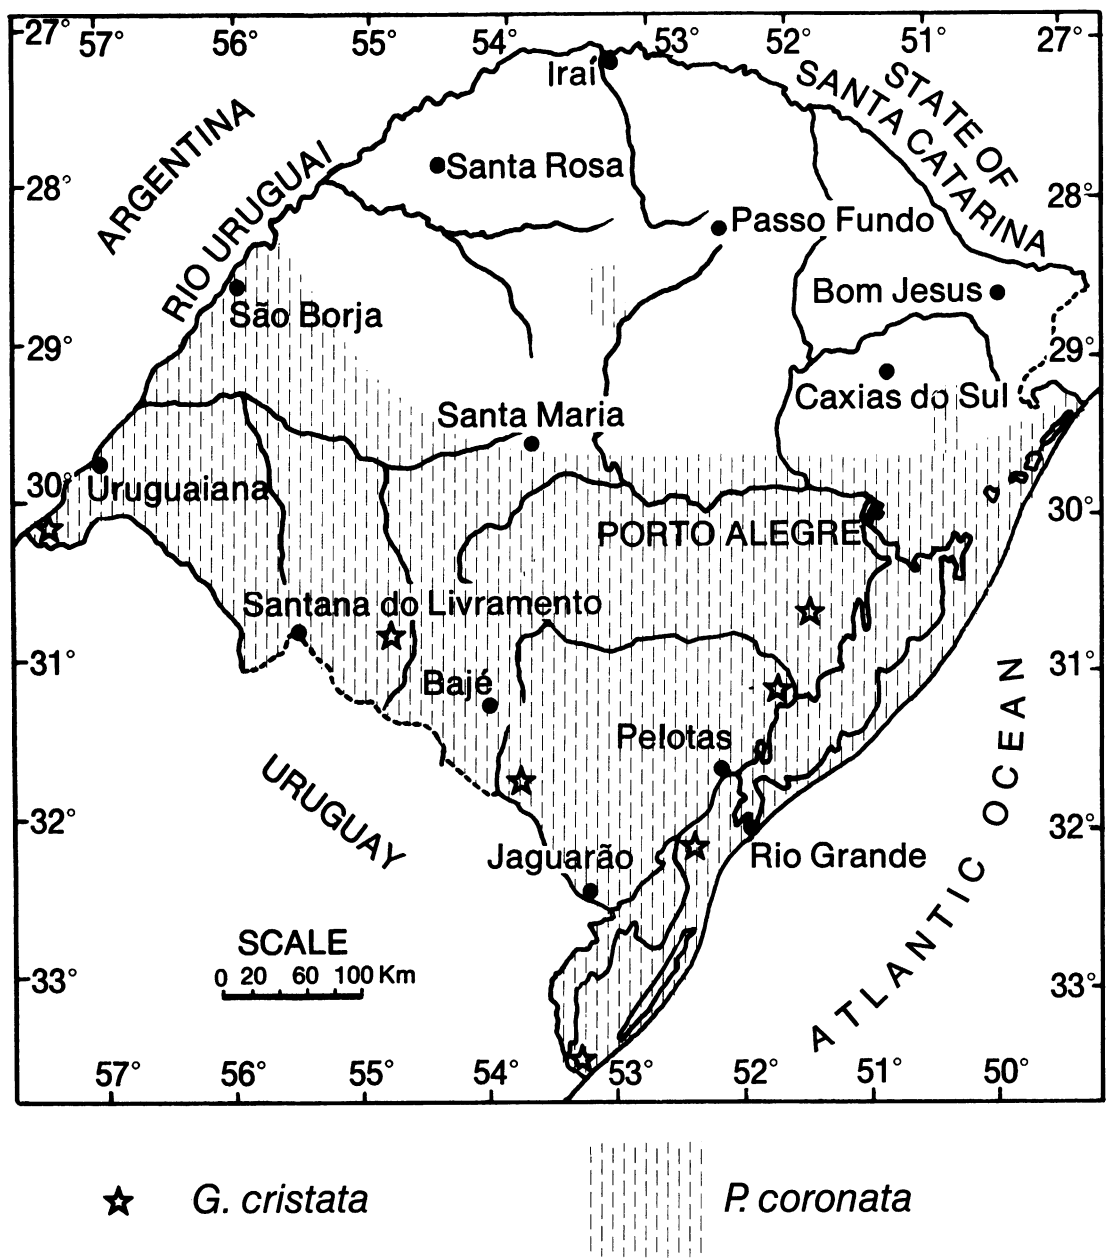 27°
57°
56°
55°
54°
53°
52°
51°
27°
Iraí
STATE OF
SANTA CATARINA
ARGENTINA
Santa Rosa
28°
28°
RIO URUGUAI
Passo Fundo
Bom Jesus
São Borja
29°
29°
Caxias do Sul
Santa Maria
30°
Uruguaiana
30°
PORTO ALEGRE
Santana do Livramento
31°
31°
Bajé
Pelotas
ATLANTIC OCEAN
URUGUAY
32°
32°
Jaguarão
Rio Grande
SCALE
0 20 60 100 Km
33°
33°
57°
56°
55°
54°
53°
52°
51°
50°
G. cristata
P. coronata